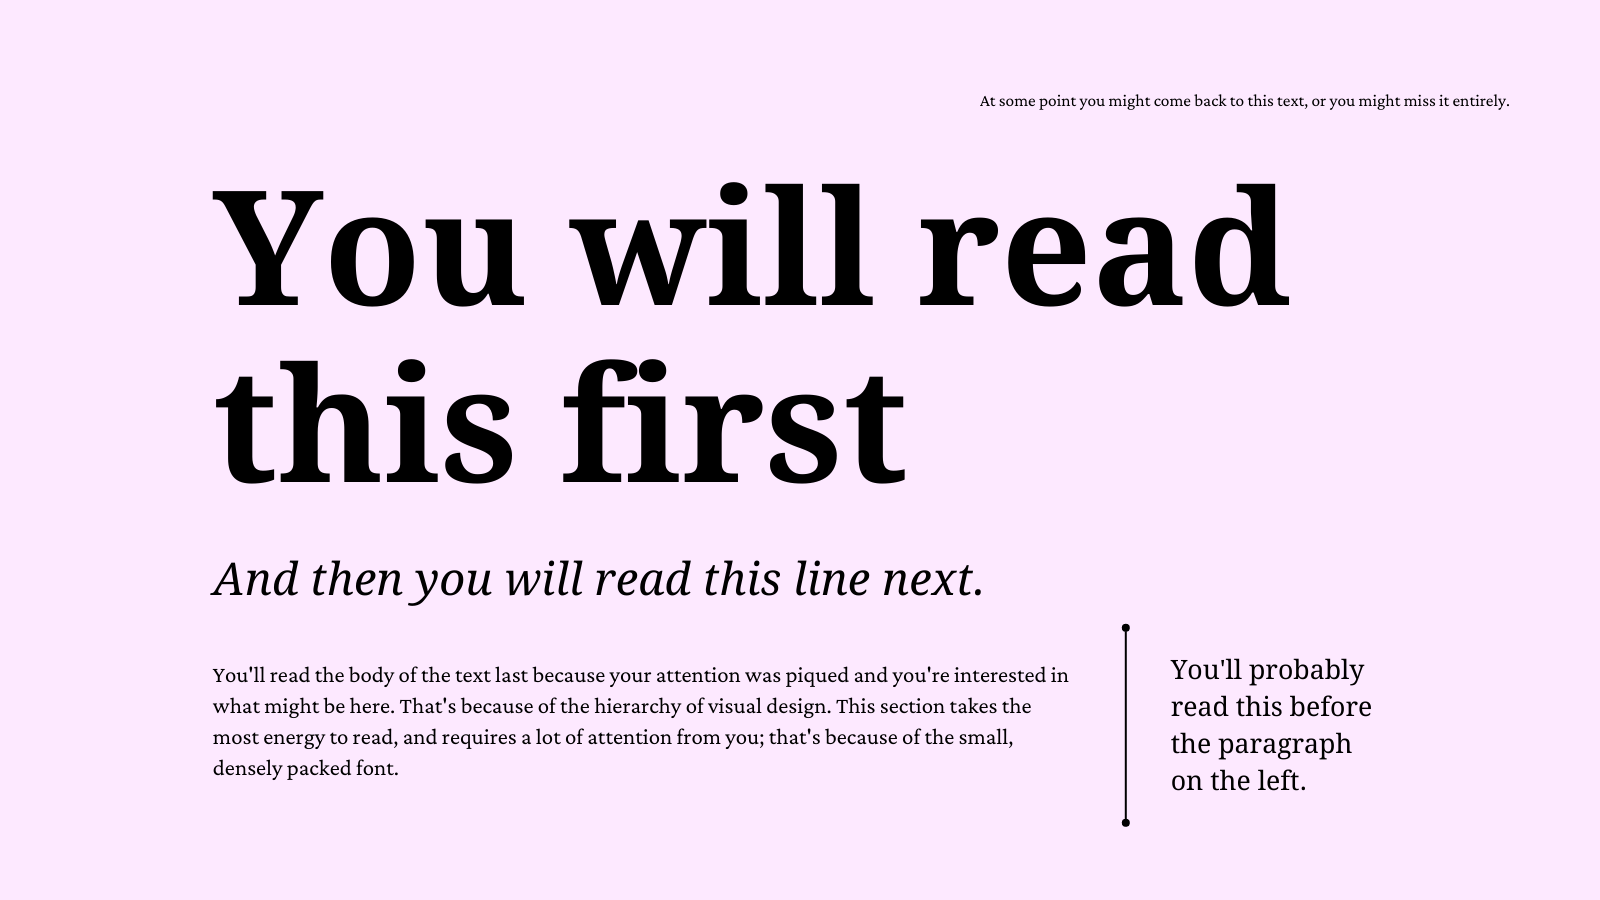 At some point you might come back to this text, or you might miss it entirely.
You will read
this first
And then you will read this line next.
You'll read the body of the text last because your attention was piqued and you're interested in
what might be here. That's because of the hierarchy of visual design. This section takes the
most energy to read, and requires a lot of attention from you; that's because of the small,
densely packed font.
You'll probably
read this before
the paragraph
on the left.